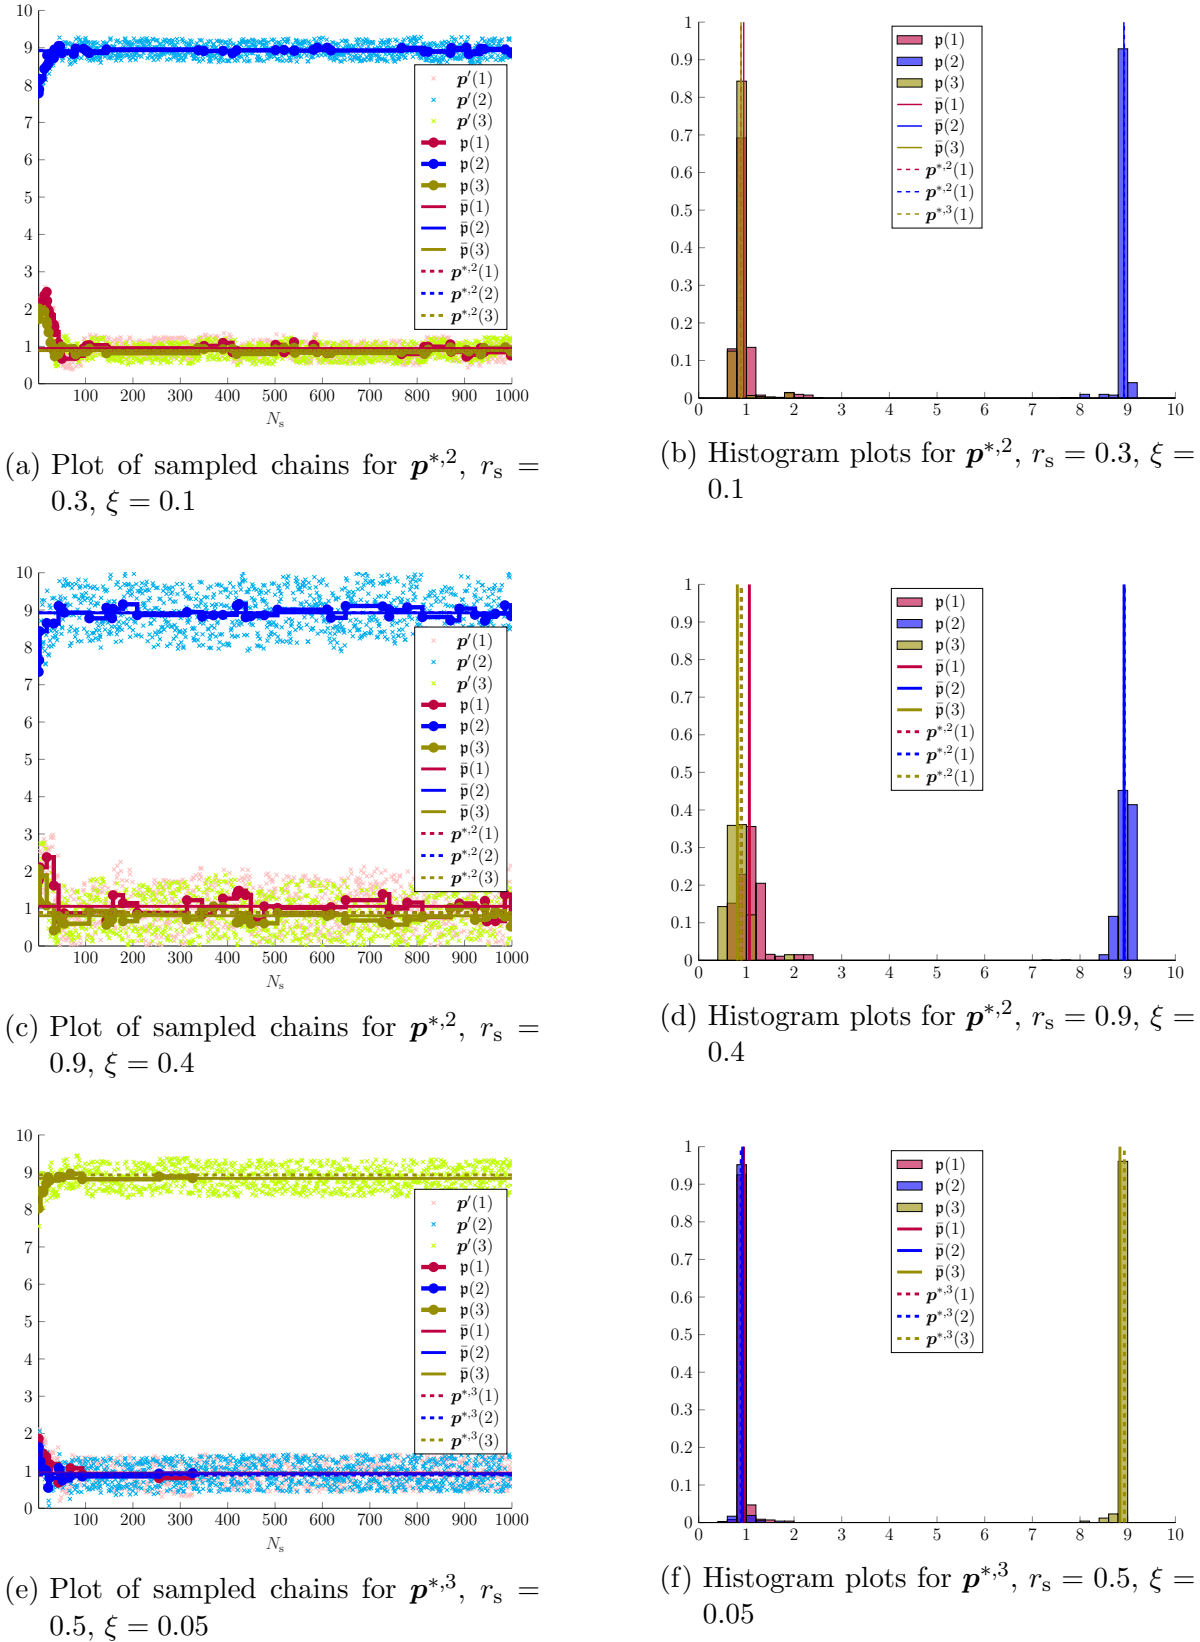 10
9
8
7
6
5
4
3
2
1
0
100 200 300 400 500 600 700 800 900 1000
N_s
p′(1)
p′(2)
p′(3)
𝔭(1)
𝔭(2)
𝔭(3)
𝔭̄(1)
𝔭̄(2)
𝔭̄(3)
p*,2(1)
p*,2(2)
p*,2(3)
(a) Plot of sampled chains for p*,2, r_s =
0.3, ξ = 0.1
1
0.9
0.8
0.7
0.6
0.5
0.4
0.3
0.2
0.1
0
0 1 2 3 4 5 6 7 8 9 10
𝔭(1)
𝔭(2)
𝔭(3)
𝔭̄(1)
𝔭̄(2)
𝔭̄(3)
p*,2(1)
p*,2(1)
p*,3(1)
(b) Histogram plots for p*,2, r_s = 0.3, ξ =
0.1
10
9
8
7
6
5
4
3
2
1
0
100 200 300 400 500 600 700 800 900 1000
N_s
p′(1)
p′(2)
p′(3)
𝔭(1)
𝔭(2)
𝔭(3)
𝔭̄(1)
𝔭̄(2)
𝔭̄(3)
p*,2(1)
p*,2(2)
p*,2(3)
(c) Plot of sampled chains for p*,2, r_s =
0.9, ξ = 0.4
1
0.9
0.8
0.7
0.6
0.5
0.4
0.3
0.2
0.1
0
0 1 2 3 4 5 6 7 8 9 10
𝔭(1)
𝔭(2)
𝔭(3)
𝔭̄(1)
𝔭̄(2)
𝔭̄(3)
p*,2(1)
p*,2(1)
p*,2(1)
(d) Histogram plots for p*,2, r_s = 0.9, ξ =
0.4
10
9
8
7
6
5
4
3
2
1
0
100 200 300 400 500 600 700 800 900 1000
N_s
p′(1)
p′(2)
p′(3)
𝔭(1)
𝔭(2)
𝔭(3)
𝔭̄(1)
𝔭̄(2)
𝔭̄(3)
p*,3(1)
p*,3(2)
p*,3(3)
(e) Plot of sampled chains for p*,3, r_s =
0.5, ξ = 0.05
1
0.9
0.8
0.7
0.6
0.5
0.4
0.3
0.2
0.1
0
0 1 2 3 4 5 6 7 8 9 10
𝔭(1)
𝔭(2)
𝔭(3)
𝔭̄(1)
𝔭̄(2)
𝔭̄(3)
p*,3(1)
p*,3(2)
p*,3(3)
(f) Histogram plots for p*,3, r_s = 0.5, ξ =
0.05